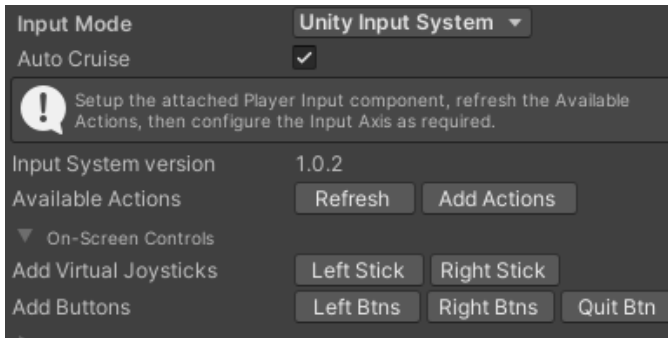 Input Mode Unity Input System
Auto Cruise
Setup the attached Player Input component, refresh the Available
Actions, then configure the Input Axis as required.
Input System version 1.0.2
Available Actions Refresh Add Actions
On-Screen Controls
Add Virtual Joysticks Left Stick Right Stick
Add Buttons Left Btns Right Btns Quit Btn